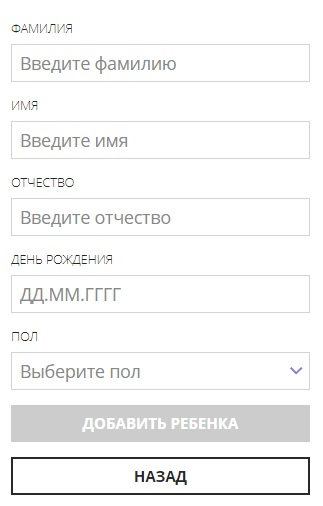 ФАМИЛИЯ
Введите фамилию
ИМЯ
Введите имя
ОТЧЕСТВО
Введите отчество
ДЕНЬ РОЖДЕНИЯ
ДД.ММ.ГГГГ
ПОЛ
Выберите пол
ДОБАВИТЬ РЕБЕНКА
НАЗАД